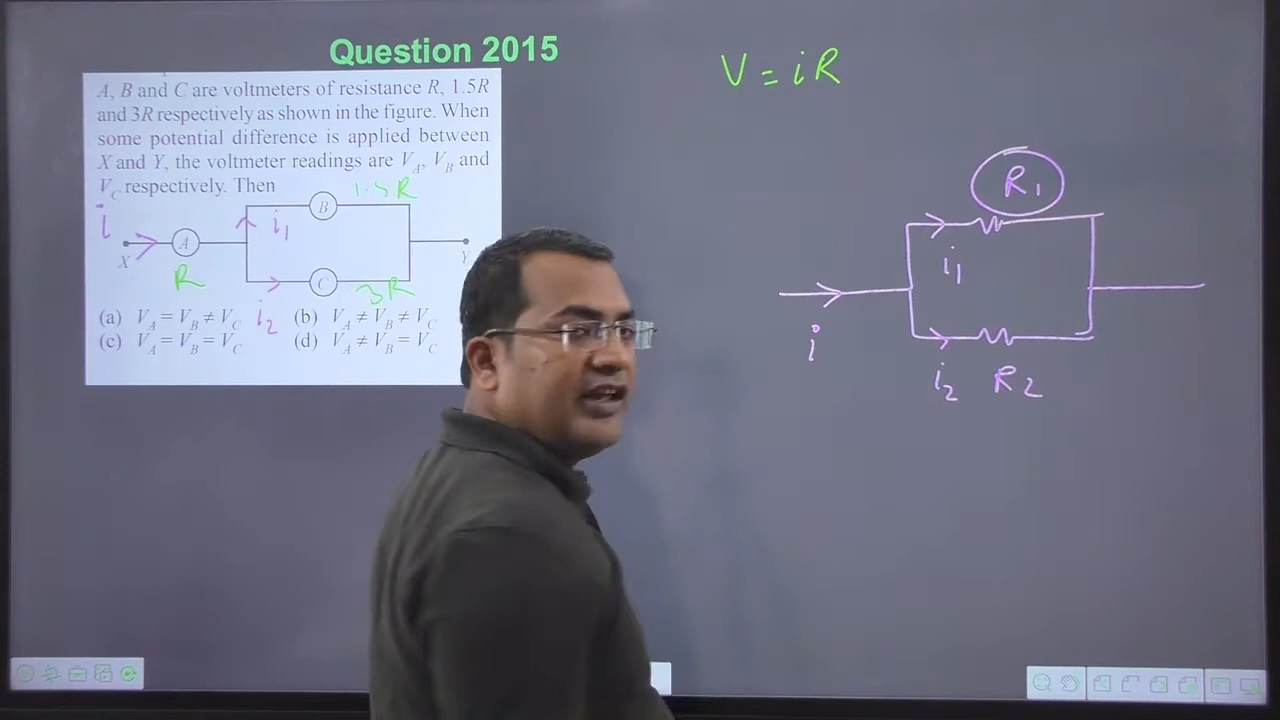 Question 2015
A, B and C are voltmeters of resistance R, 1.5R
and 3R respectively as shown in the figure. When
some potential difference is applied between
X and Y, the voltmeter readings are V_A, V_B and
V_C respectively. Then
1.5R
B
i
i₁
A
X
Y
R
C
3R
i₂
(a) V_A = V_B ≠ V_C (b) V_A ≠ V_B ≠ V_C
(c) V_A = V_B = V_C (d) V_A ≠ V_B = V_C
V = iR
R₁
i₁
i
i₂ R₂